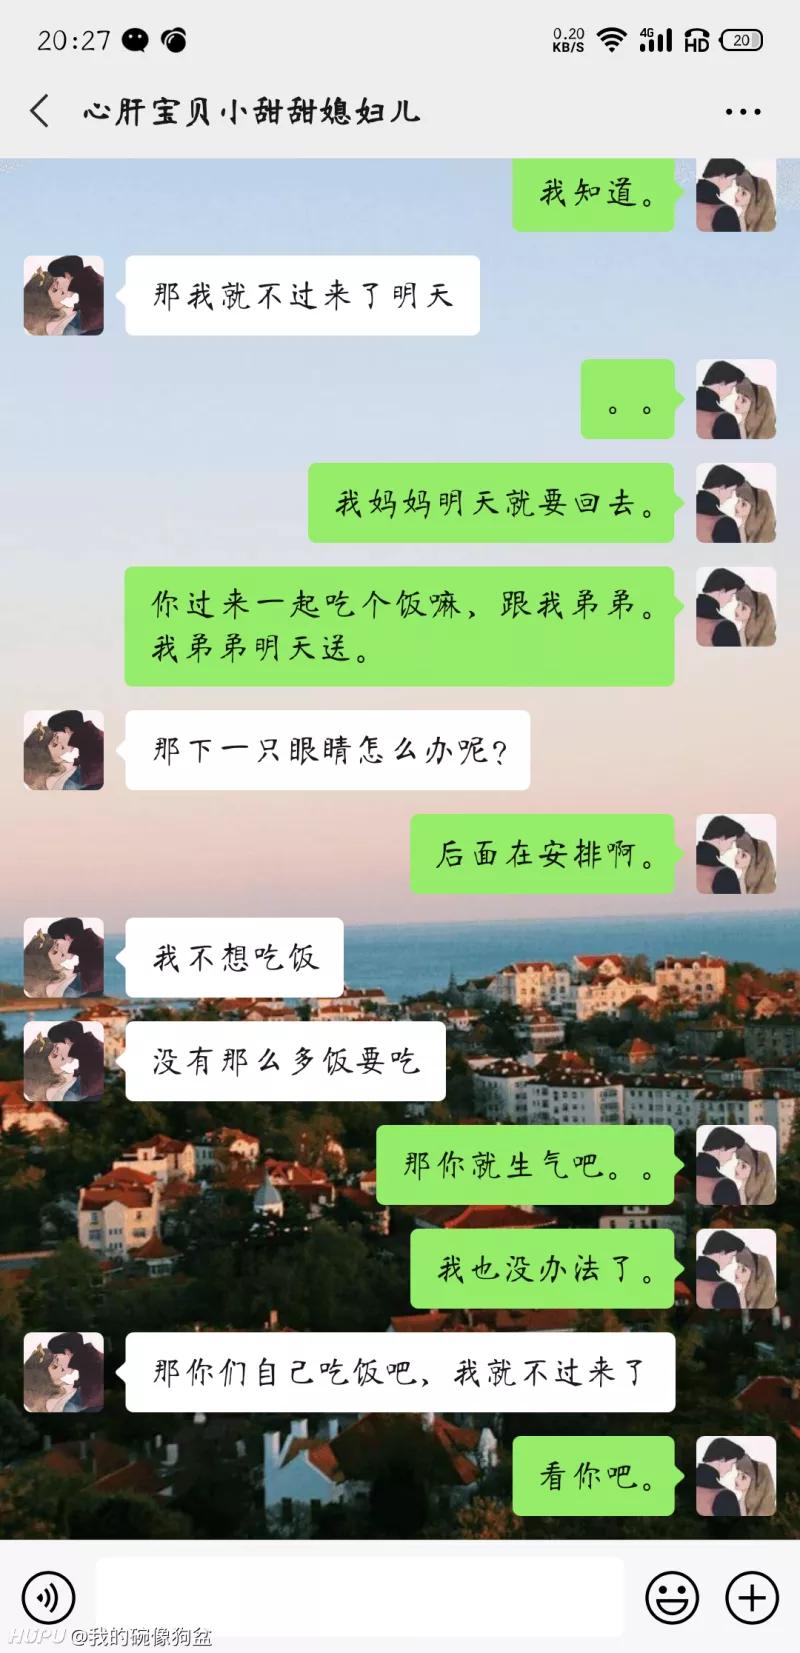 20:27
0.20
KB/S
4G
HD
20
心肝宝贝小甜甜媳妇儿
我知道。
那我就不过来了明天
。。
我妈妈明天就要回去。
你过来一起吃个饭嘛，跟我弟弟。
我弟弟明天送。
那下一只眼睛怎么办呢？
后面在安排啊。
我不想吃饭
没有那么多饭要吃
那你就生气吧。。
我也没办法了。
那你们自己吃饭吧，我就不过来了
看你吧。
HUPU @我的碗像狗盆